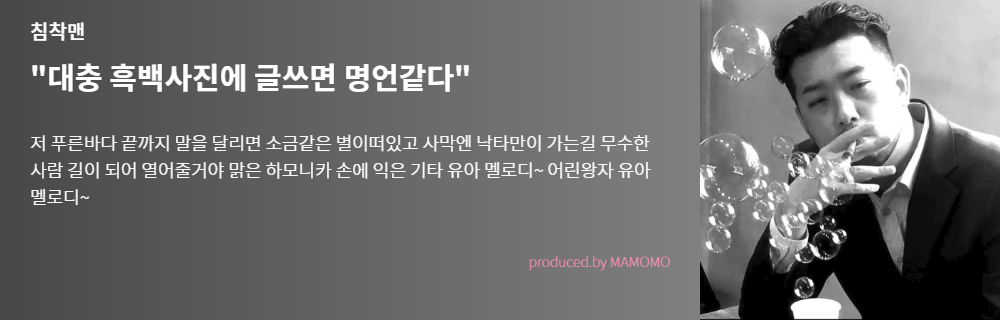 침착맨
"대충 흑백사진에 글쓰면 명언같다"
저 푸른바다 끝까지 말을 달리면 소금같은 별이떠있고 사막엔 낙타만이 가는길 무수한
사람 길이 되어 열어줄거야 맑은 하모니카 손에 익은 기타 유아 멜로디~ 어린왕자 유아
멜로디~
produced.by MAMOMO